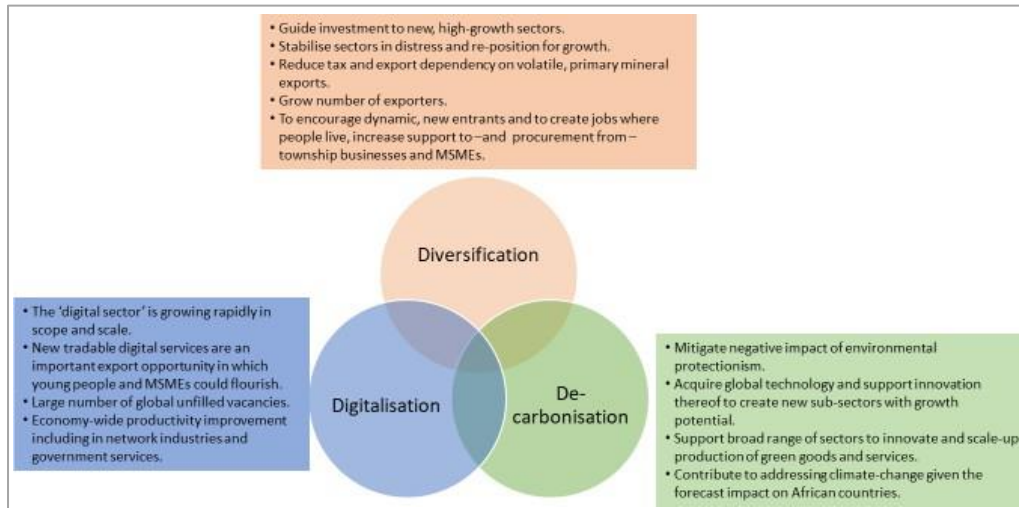 • Guide investment to new, high-growth sectors.
• Stabilise sectors in distress and re-position for growth.
• Reduce tax and export dependency on volatile, primary mineral
exports.
• Grow number of exporters.
• To encourage dynamic, new entrants and to create jobs where
people live, increase support to –and procurement from –
township businesses and MSMEs.
Diversification
• The ‘digital sector’ is growing rapidly in
scope and scale.
• New tradable digital services are an
important export opportunity in which
young people and MSMEs could flourish.
• Large number of global unfilled vacancies.
• Economy-wide productivity improvement
including in network industries and
government services.
Digitalisation
De-
carbonisation
• Mitigate negative impact of environmental
protectionism.
• Acquire global technology and support innovation
thereof to create new sub-sectors with growth
potential.
• Support broad range of sectors to innovate and scale-up
production of green goods and services.
• Contribute to addressing climate-change given the
forecast impact on African countries.